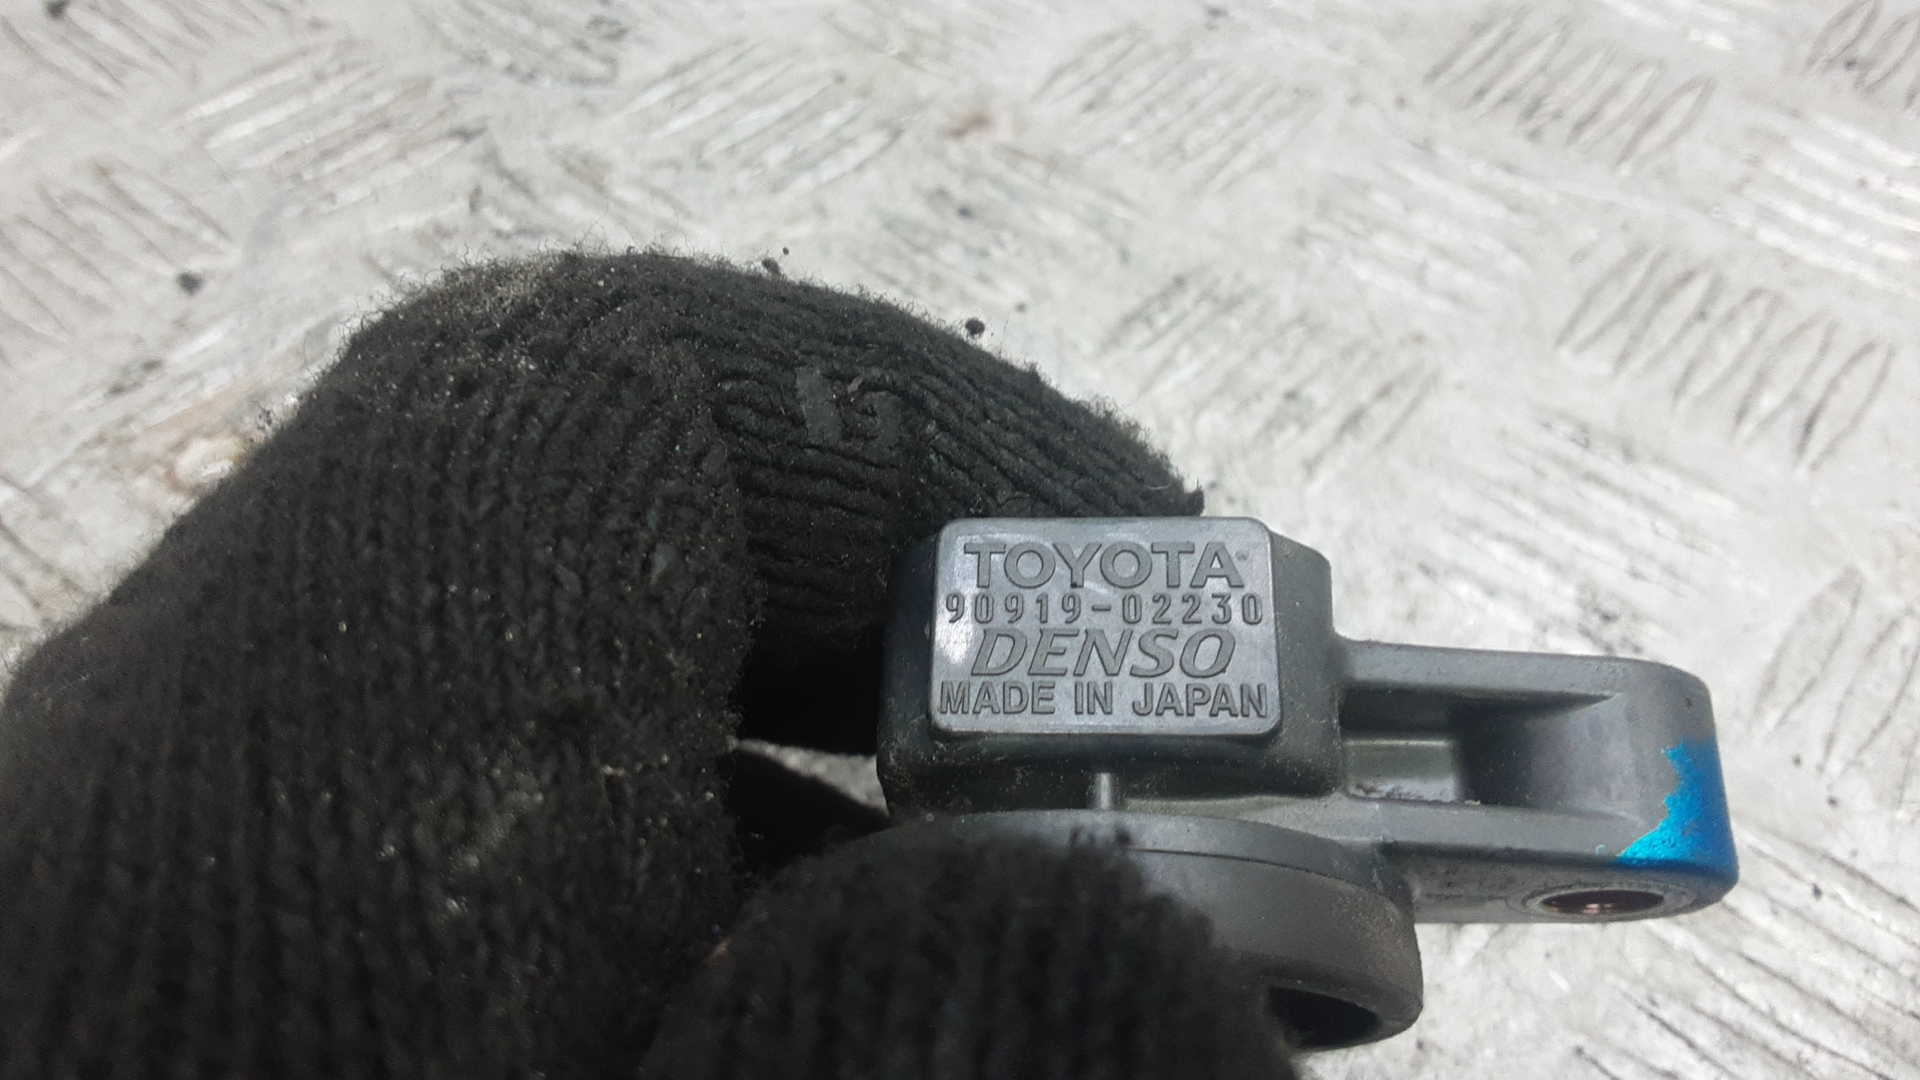 TOYOTA
90919-02230
DENSO
MADE IN JAPAN